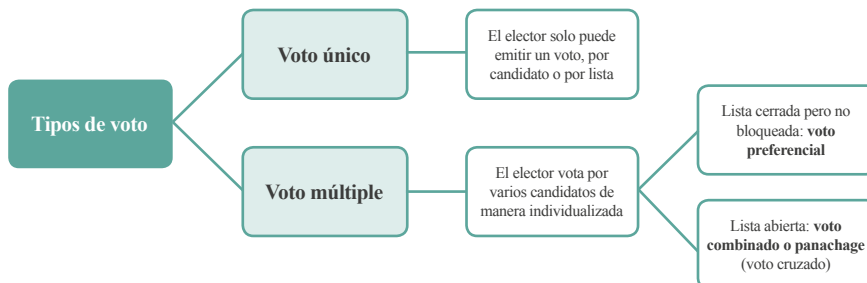 Tipos de voto
Voto único
El elector solo puede
emitir un voto, por
candidato o por lista
Voto múltiple
El elector vota por
varios candidatos de
manera individualizada
Lista cerrada pero no
bloqueada: voto
preferencial
Lista abierta: voto
combinado o panachage
(voto cruzado)